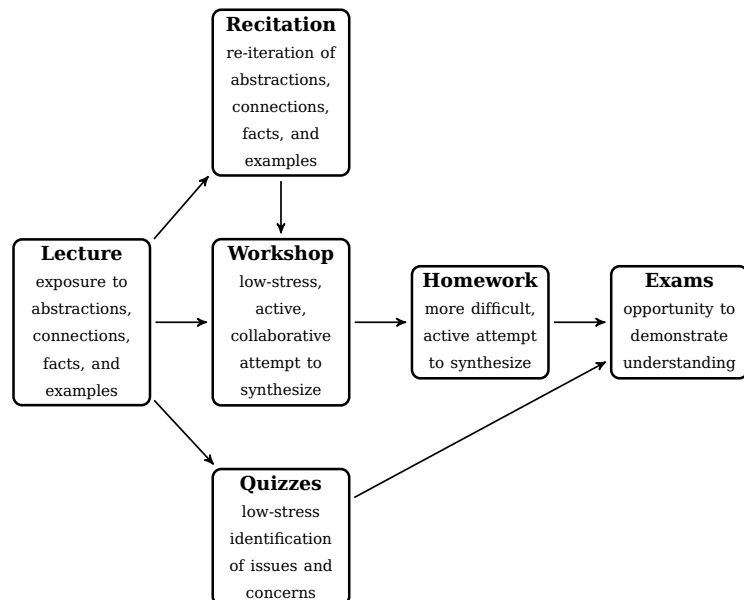 Recitation
re-iteration of
abstractions,
connections,
facts, and
examples
Lecture
exposure to
abstractions,
connections,
facts, and
examples
Workshop
low-stress,
active,
collaborative
attempt to
synthesize
Homework
more difficult,
active attempt
to synthesize
Exams
opportunity to
demonstrate
understanding
Quizzes
low-stress
identification
of issues and
concerns